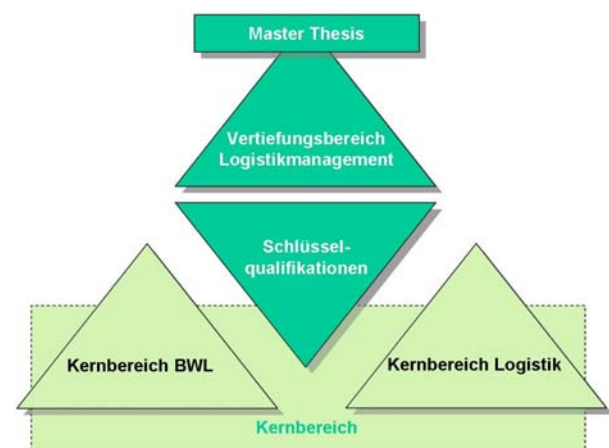 Master Thesis
Vertiefungsbereich
Logistikmanagement
Schlüssel-
qualifikationen
Kernbereich BWL
Kernbereich Logistik
Kernbereich